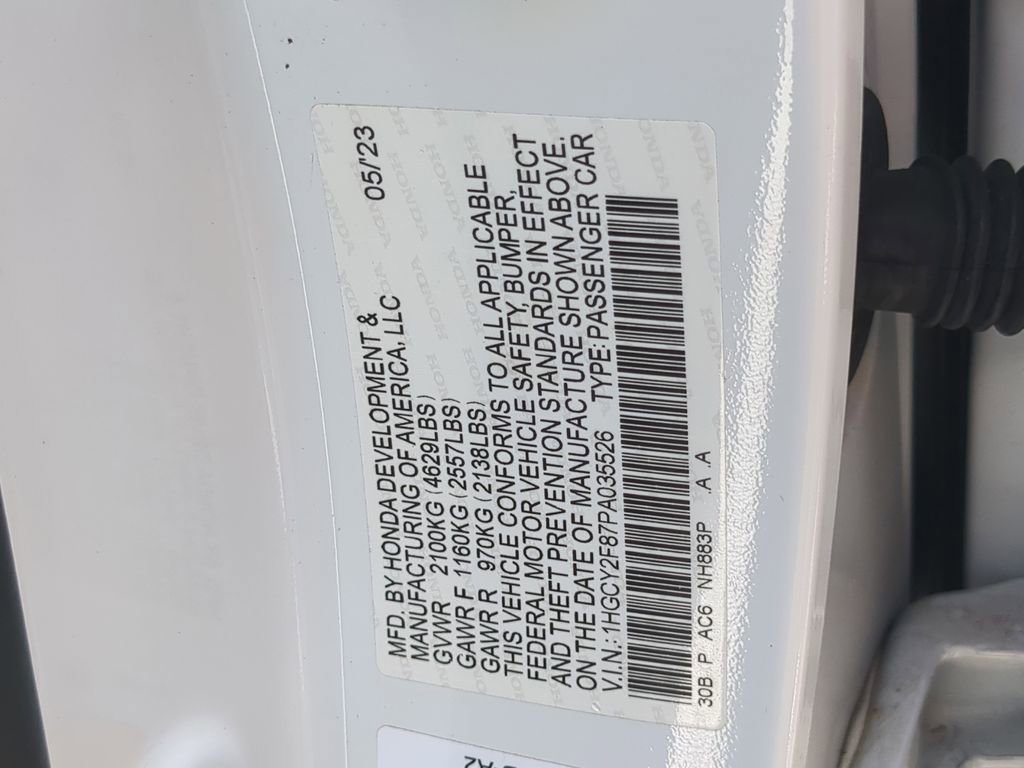 MFD. BY HONDA DEVELOPMENT & 05/'23
MANUFACTURING OF AMERICA, LLC
GVWR 2100KG (4629LBS)
GAWR F 1160KG (2557LBS)
GAWR R 970KG (2138LBS)
THIS VEHICLE CONFORMS TO ALL APPLICABLE
FEDERAL MOTOR VEHICLE SAFETY, BUMPER,
AND THEFT PREVENTION STANDARDS IN EFFECT
ON THE DATE OF MANUFACTURE SHOWN ABOVE.
V.I.N.:1HGCY2F87PA035526 TYPE:PASSENGER CAR
30B P AC6 NH883P A .A
HONDA
A2